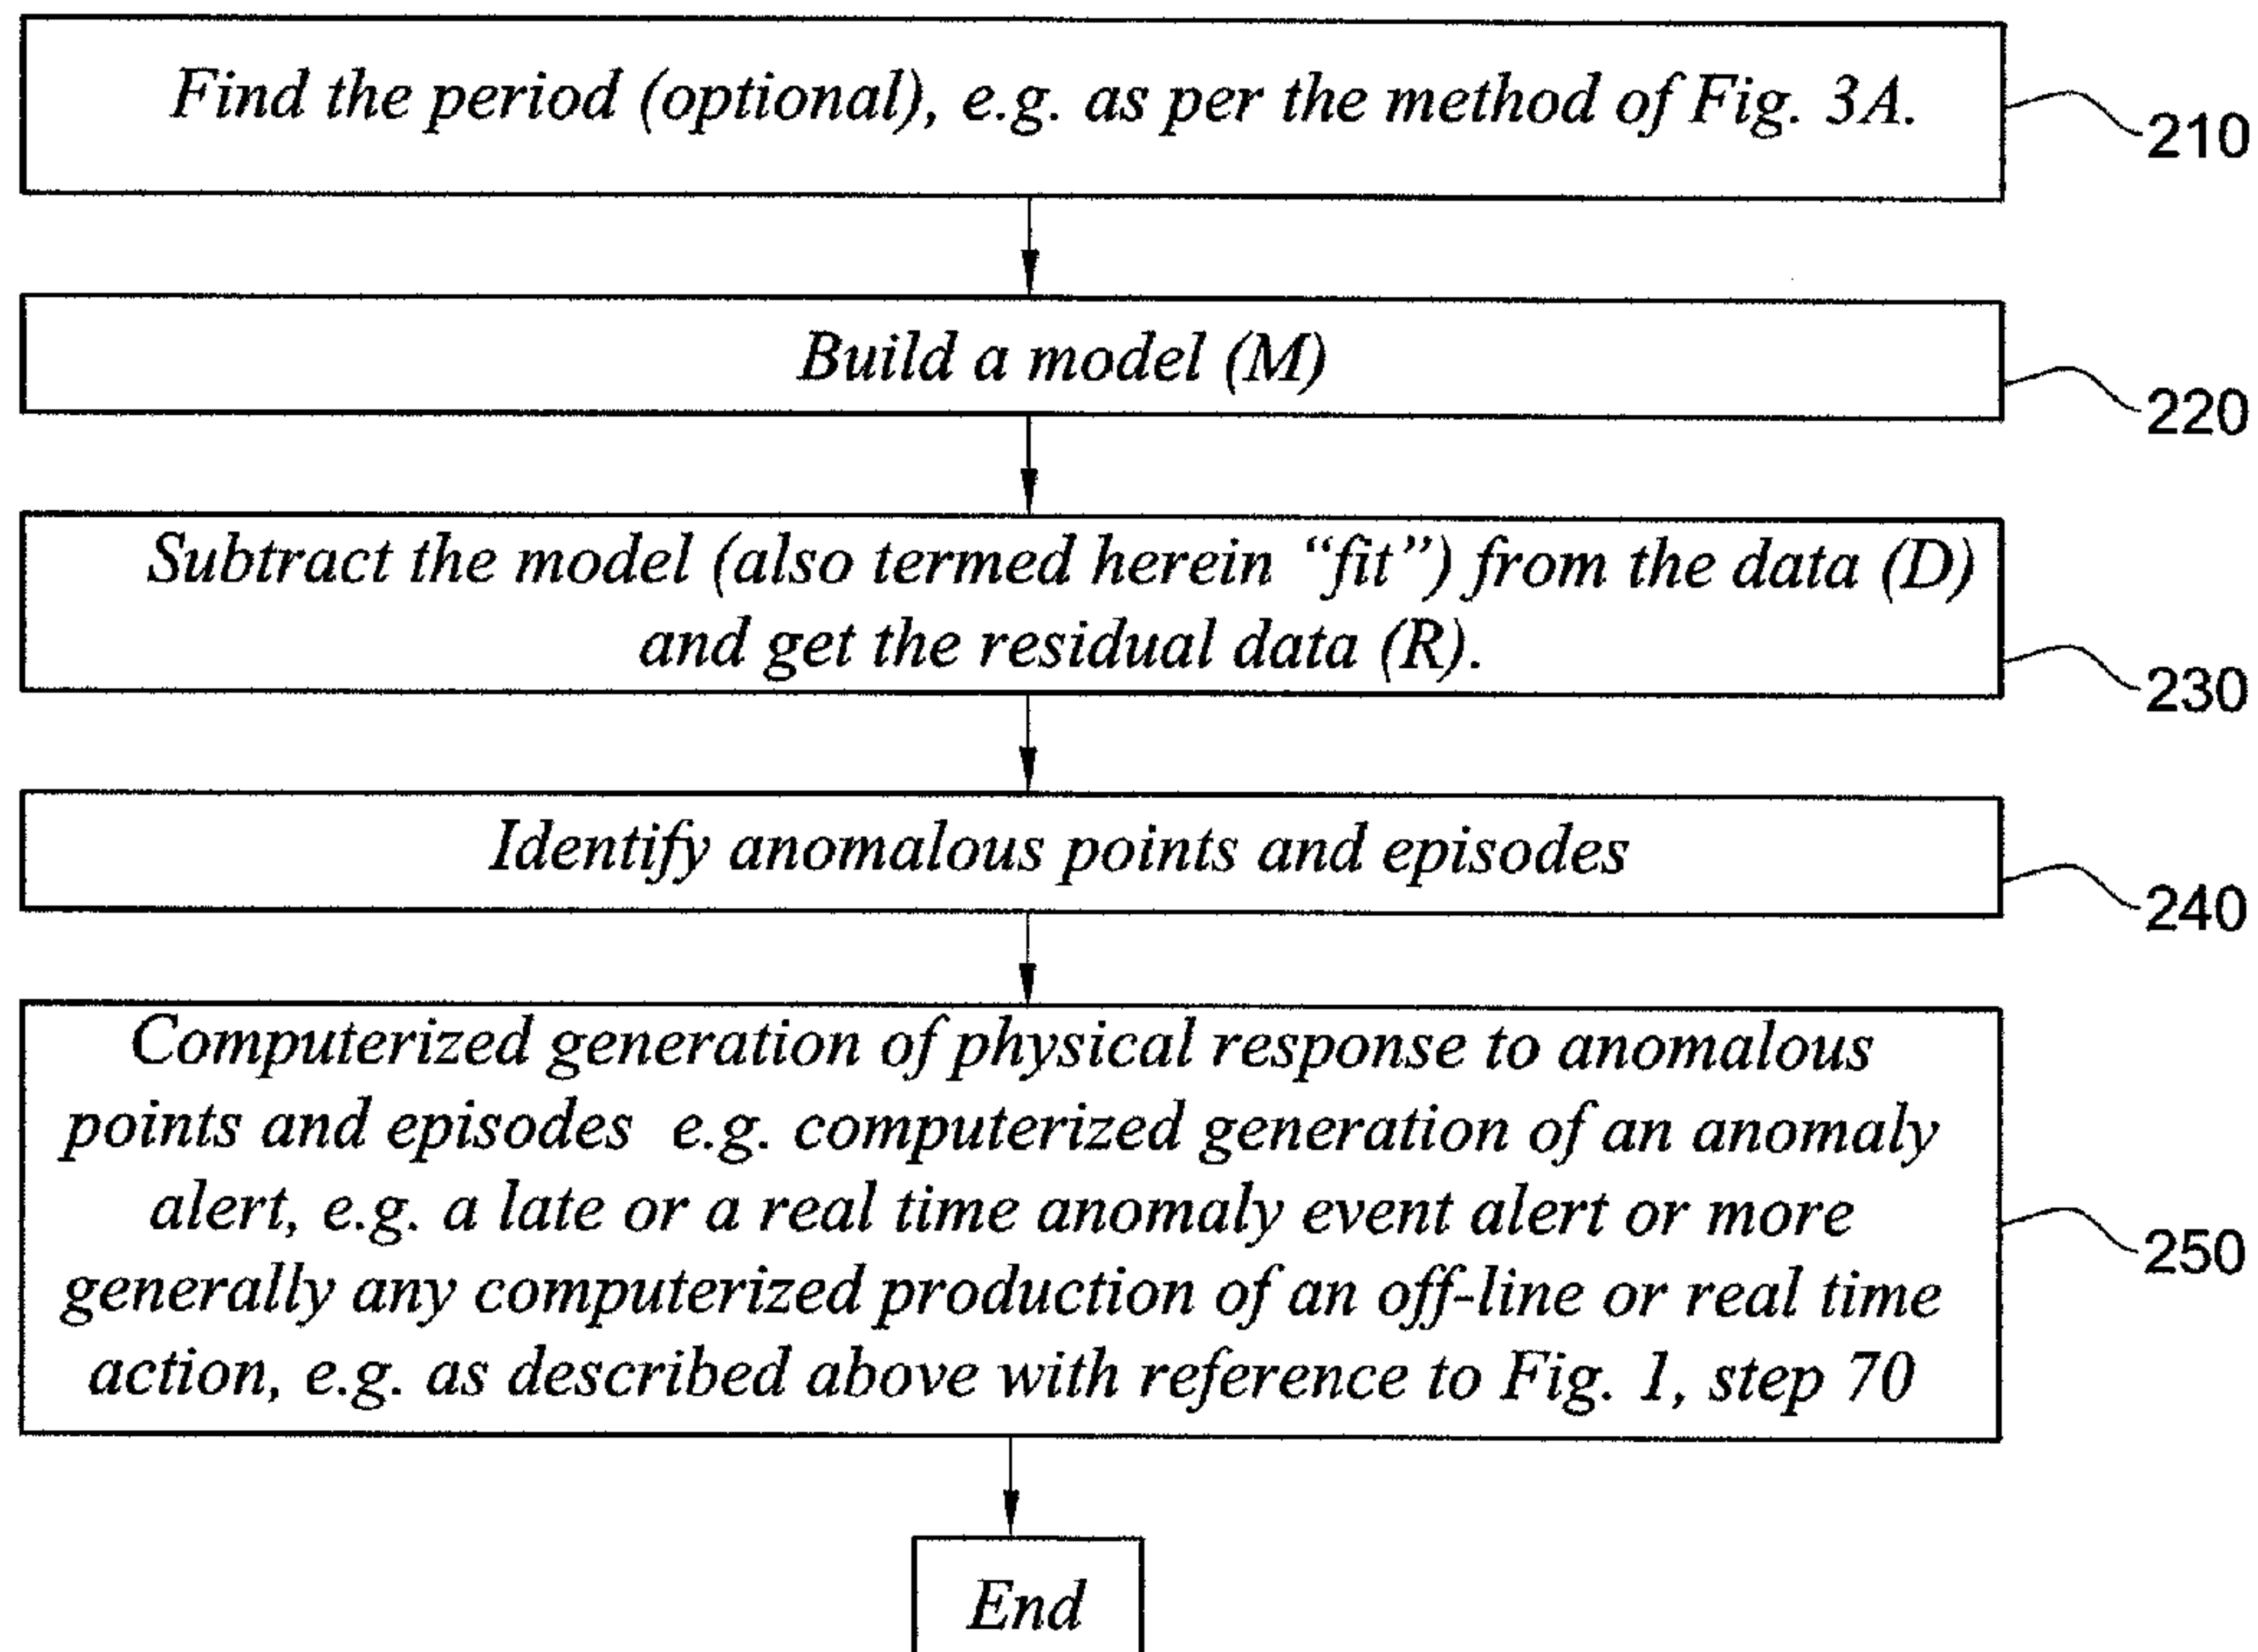 Find the period (optional), e.g. as per the method of Fig. 3A.
210
Build a model (M)
220
Subtract the model (also termed herein “fit”) from the data (D)
and get the residual data (R).
230
Identify anomalous points and episodes
240
Computerized generation of physical response to anomalous
points and episodes e.g. computerized generation of an anomaly
alert, e.g. a late or a real time anomaly event alert or more
generally any computerized production of an off-line or real time
action, e.g. as described above with reference to Fig. 1, step 70
250
End